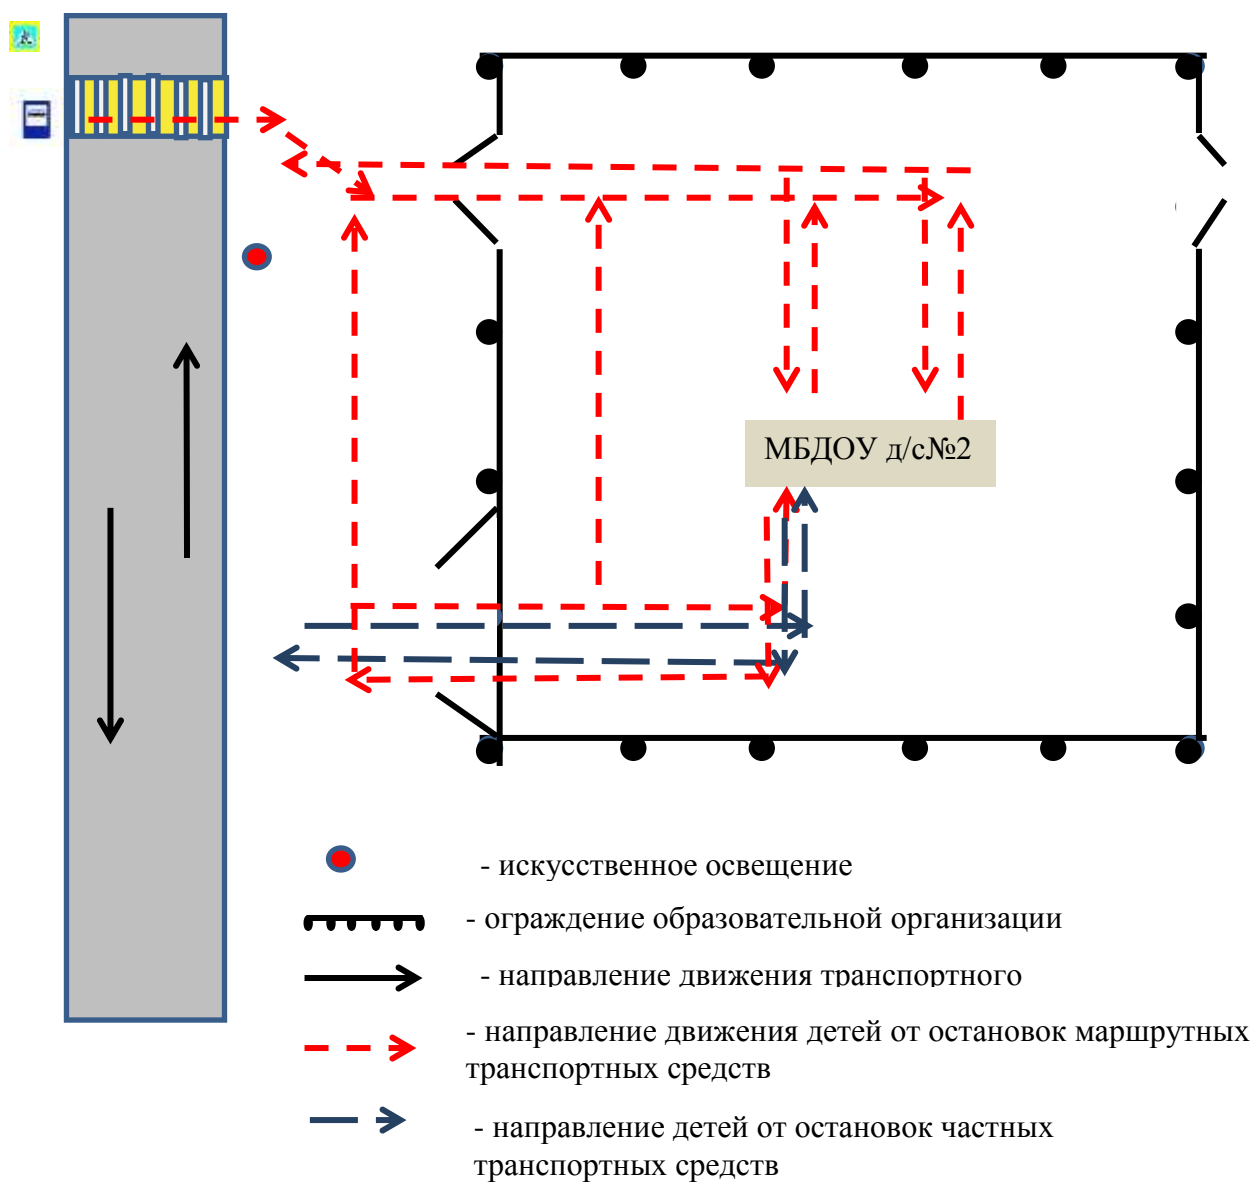 МБДОУ д/с№2
- искусственное освещение
- ограждение образовательной организации
- направление движения транспортного
- направление движения детей от остановок маршрутных
транспортных средств
- направление детей от остановок частных
транспортных средств